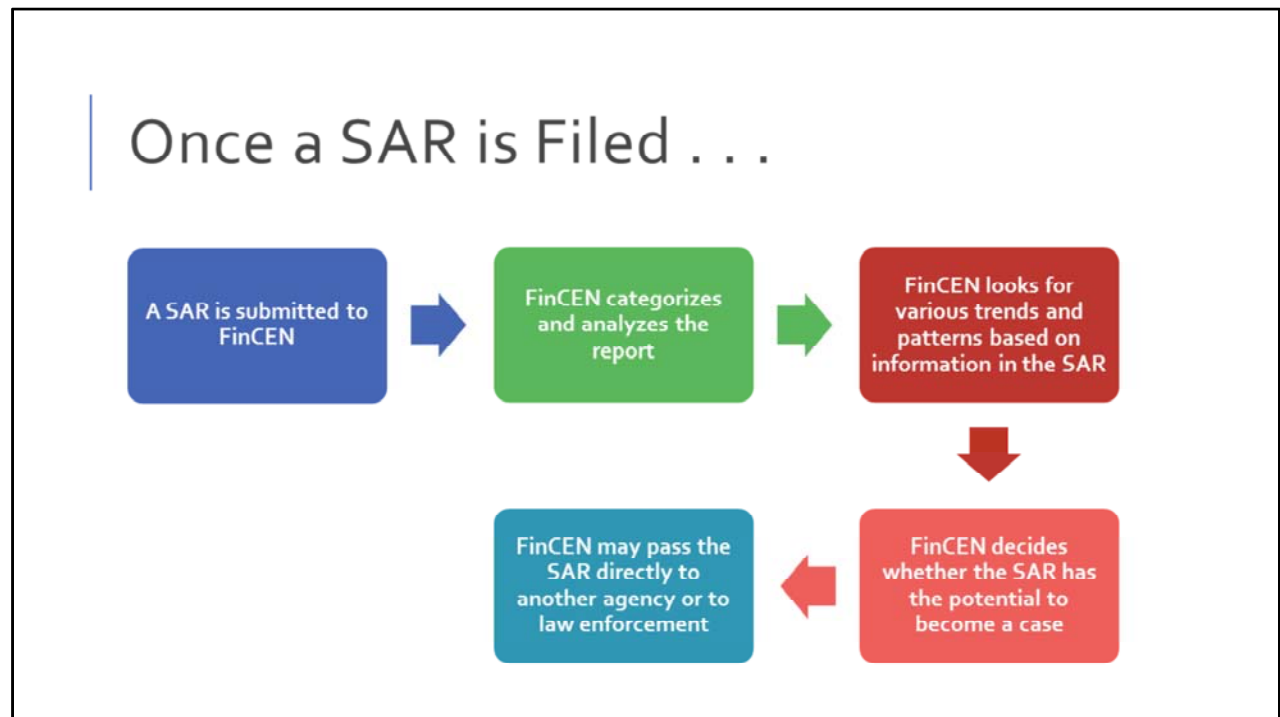 Once a SAR is Filed . . .
A SAR is submitted to
FinCEN
FinCEN categorizes
and analyzes the
report
FinCEN looks for
various trends and
patterns based on
information in the SAR
FinCEN decides
whether the SAR has
the potential to
become a case
FinCEN may pass the
SAR directly to
another agency or to
law enforcement